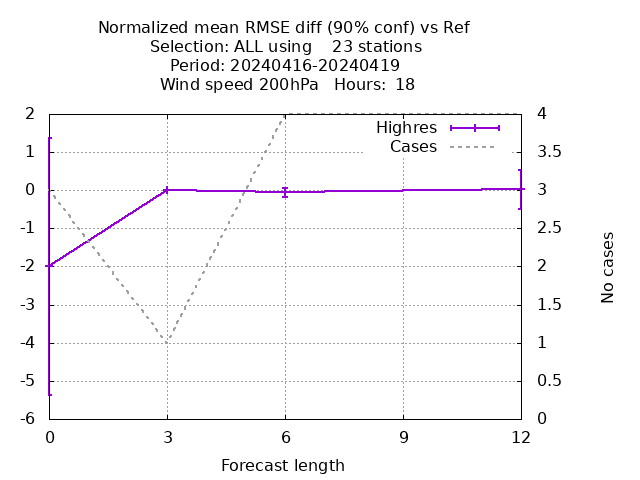 Normalized mean RMSE diff (90% conf) vs Ref
Selection: ALL using    23 stations
Period: 20240416-20240419
Wind speed 200hPa   Hours:  18
2
1
0
-1
-2
-3
-4
-5
-6
Highres
Cases
4
3.5
3
2.5
2
1.5
1
0.5
0
No cases
0 3 6 9 12
Forecast length